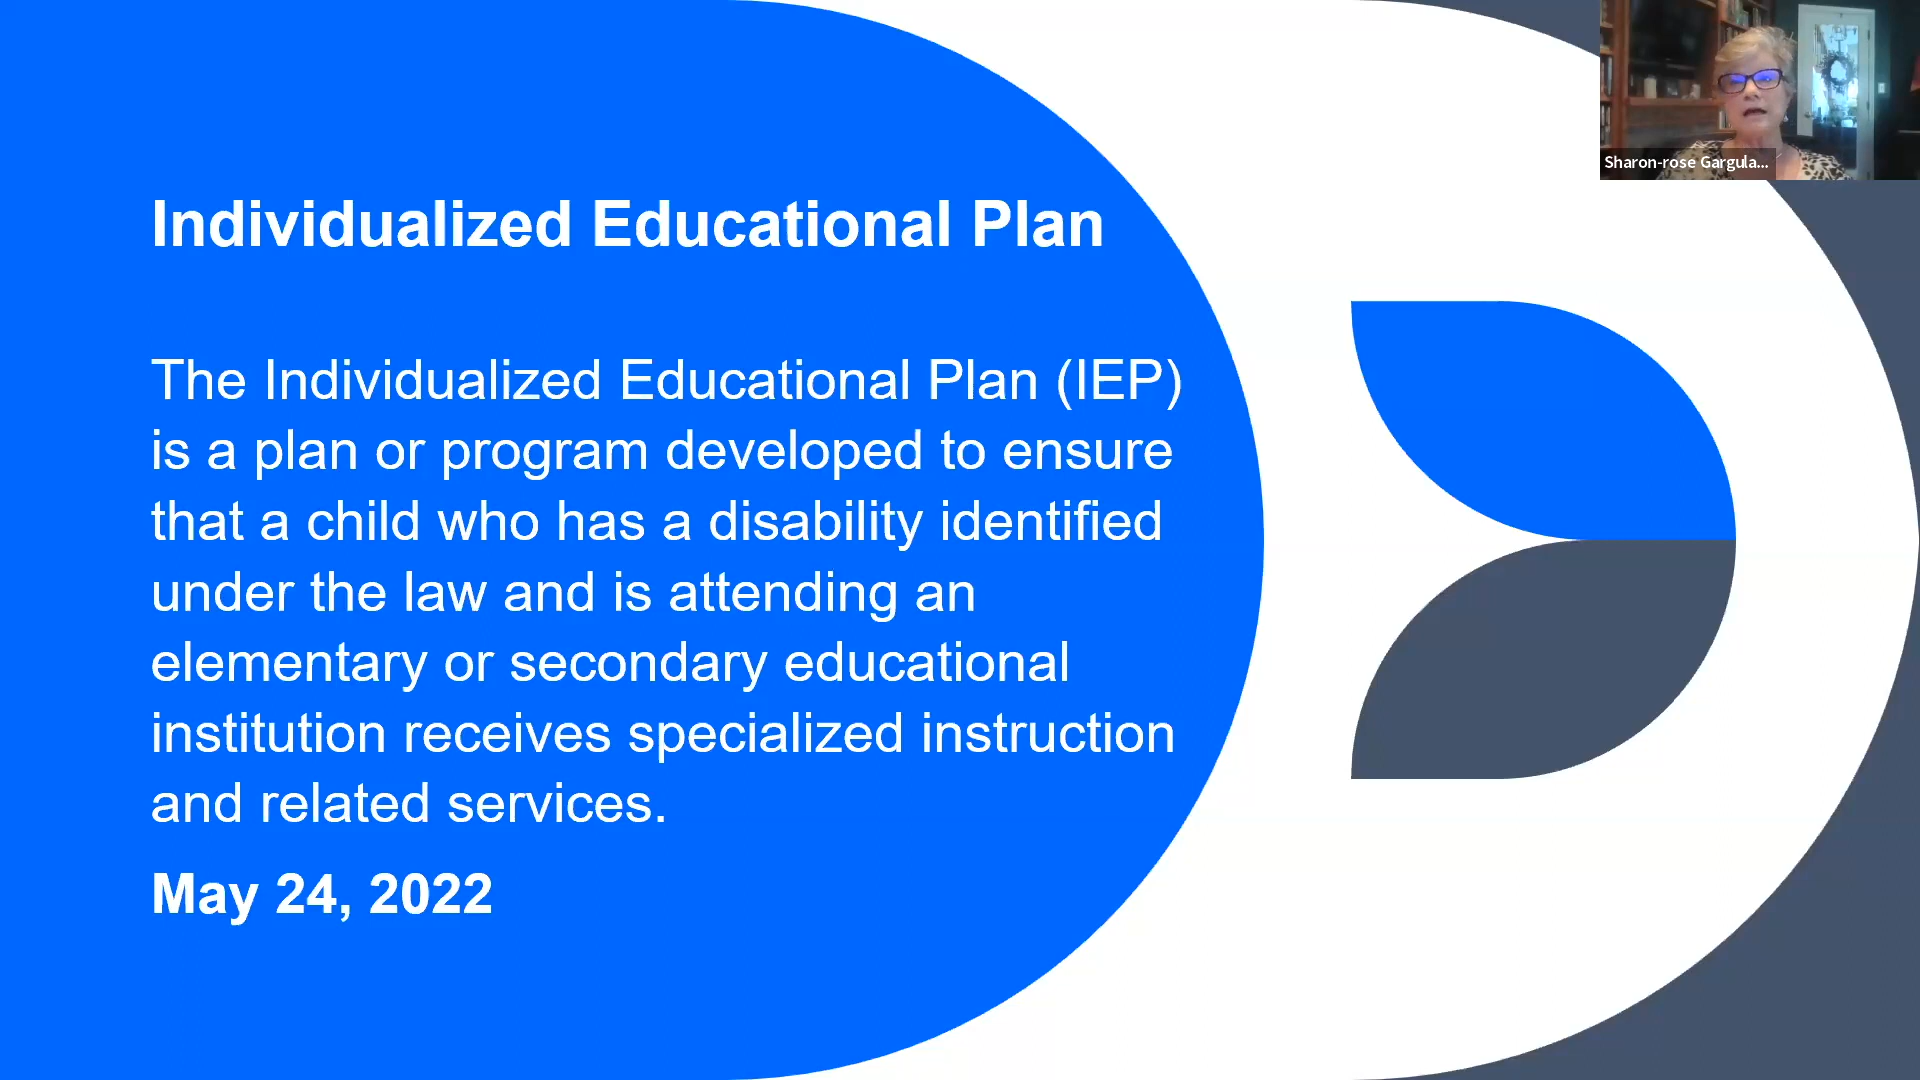 Sharon-rose Gargula...
Individualized Educational Plan
The Individualized Educational Plan (IEP)
is a plan or program developed to ensure
that a child who has a disability identified
under the law and is attending an
elementary or secondary educational
institution receives specialized instruction
and related services.
May 24, 2022